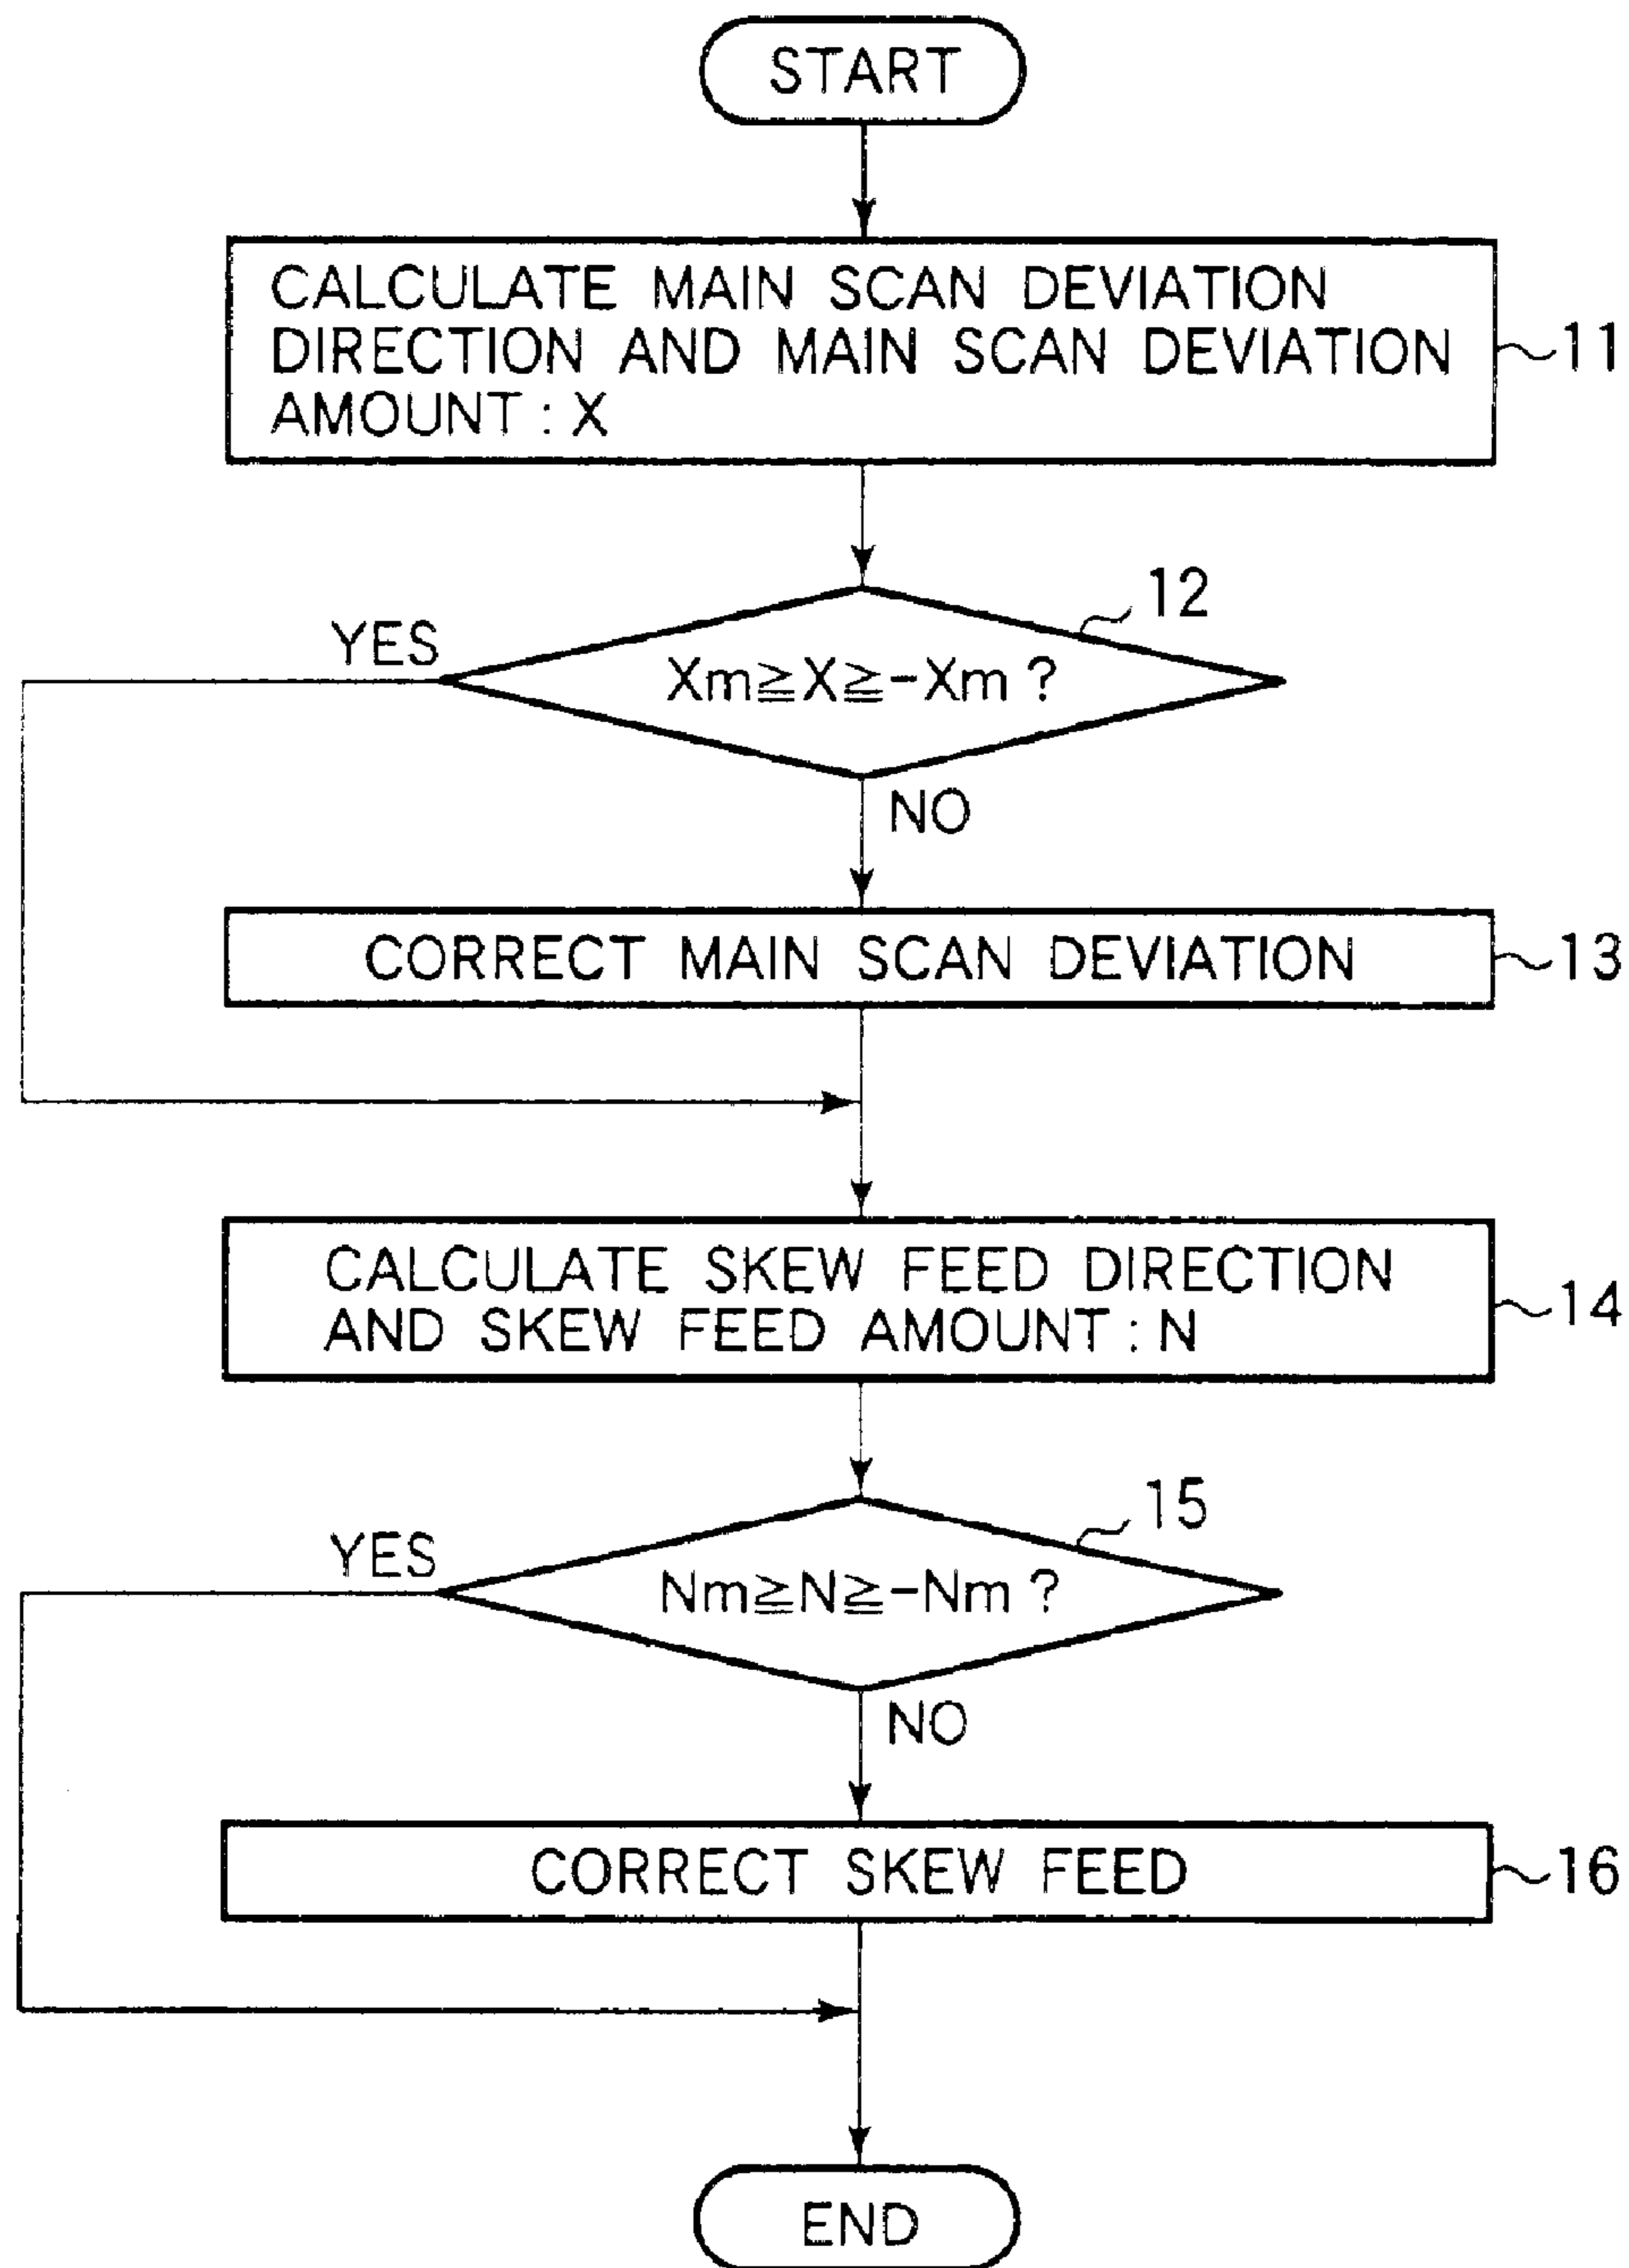 START
CALCULATE MAIN SCAN DEVIATION
DIRECTION AND MAIN SCAN DEVIATION
AMOUNT : X
11
12
YES
Xm≧X≧-Xm ?
NO
CORRECT MAIN SCAN DEVIATION
13
CALCULATE SKEW FEED DIRECTION
AND SKEW FEED AMOUNT : N
14
15
YES
Nm≧N≧-Nm ?
NO
CORRECT SKEW FEED
16
END